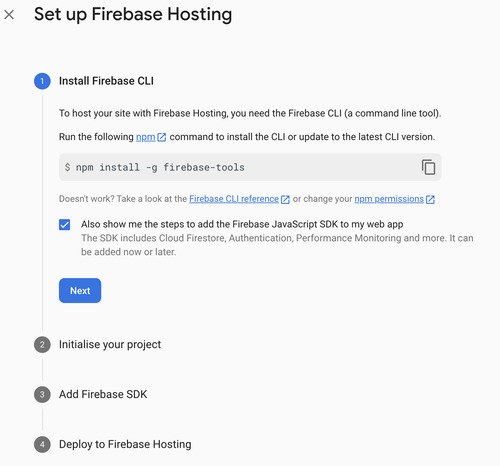 Set up Firebase Hosting
1 Install Firebase CLI
To host your site with Firebase Hosting, you need the Firebase CLI (a command line tool).
Run the following npm command to install the CLI or update to the latest CLI version.
$ npm install -g firebase-tools
Doesn't work? Take a look at the Firebase CLI reference or change your npm permissions
Also show me the steps to add the Firebase JavaScript SDK to my web app
The SDK includes Cloud Firestore, Authentication, Performance Monitoring and more. It can
be added now or later.
Next
2 Initialise your project
3 Add Firebase SDK
4 Deploy to Firebase Hosting